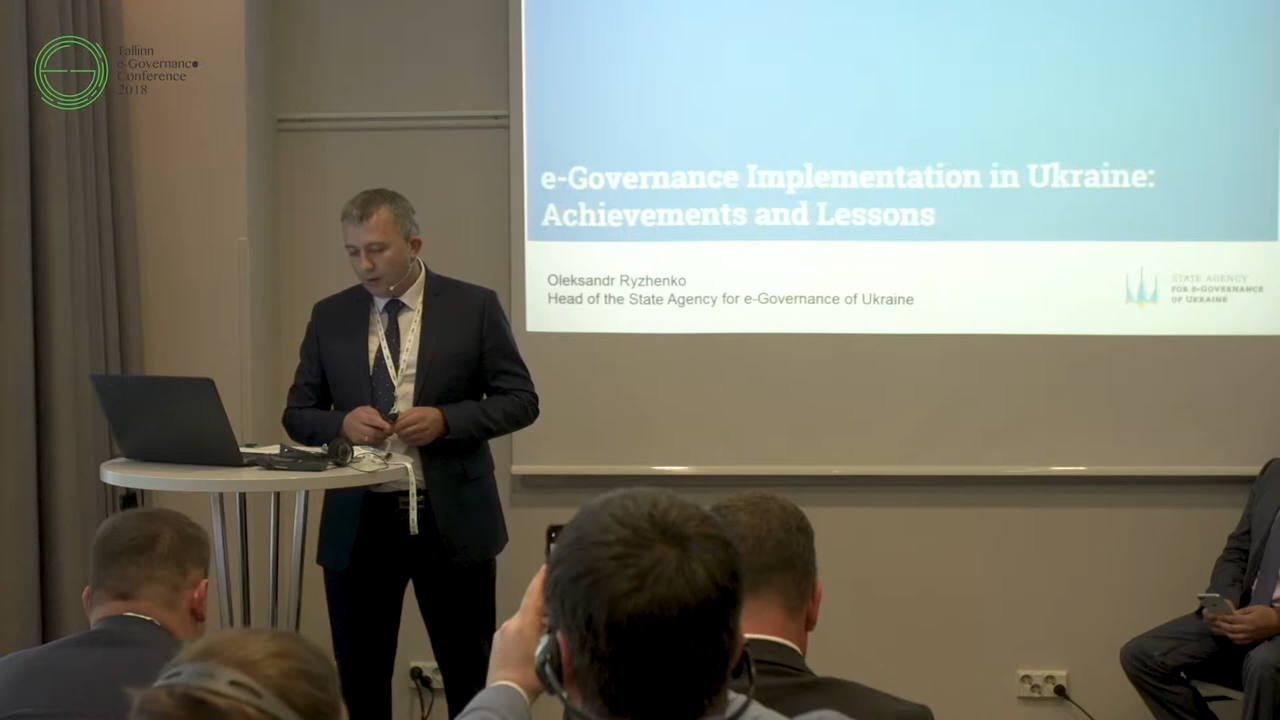 Tallinn
e-Governance
Conference
2018
e-Governance Implementation in Ukraine:
Achievements and Lessons
Oleksandr Ryzhenko
Head of the State Agency for e-Governance of Ukraine
STATE AGENCY
FOR E-GOVERNANCE
OF UKRAINE